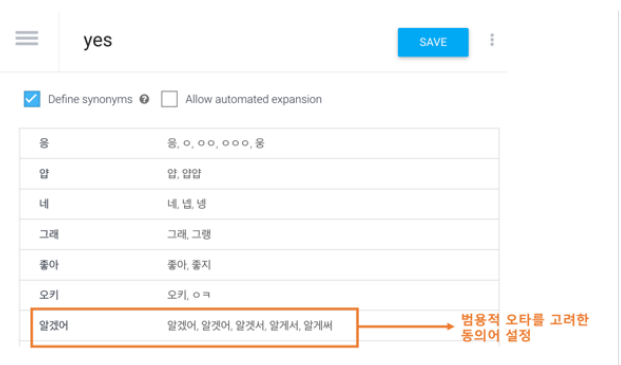 yes
SAVE
Define synonyms
Allow automated expansion
응 응, ㅇ, ㅇㅇ, ㅇㅇㅇ, 웅
얍 얍, 얍얍
네 네, 넵, 넹
그래 그래, 그랭
좋아 좋아, 좋지
오키 오키, ㅇㅋ
알겠어 알겠어, 알겟어, 알겟서, 알게서, 알게써
범용적 오타를 고려한
동의어 설정